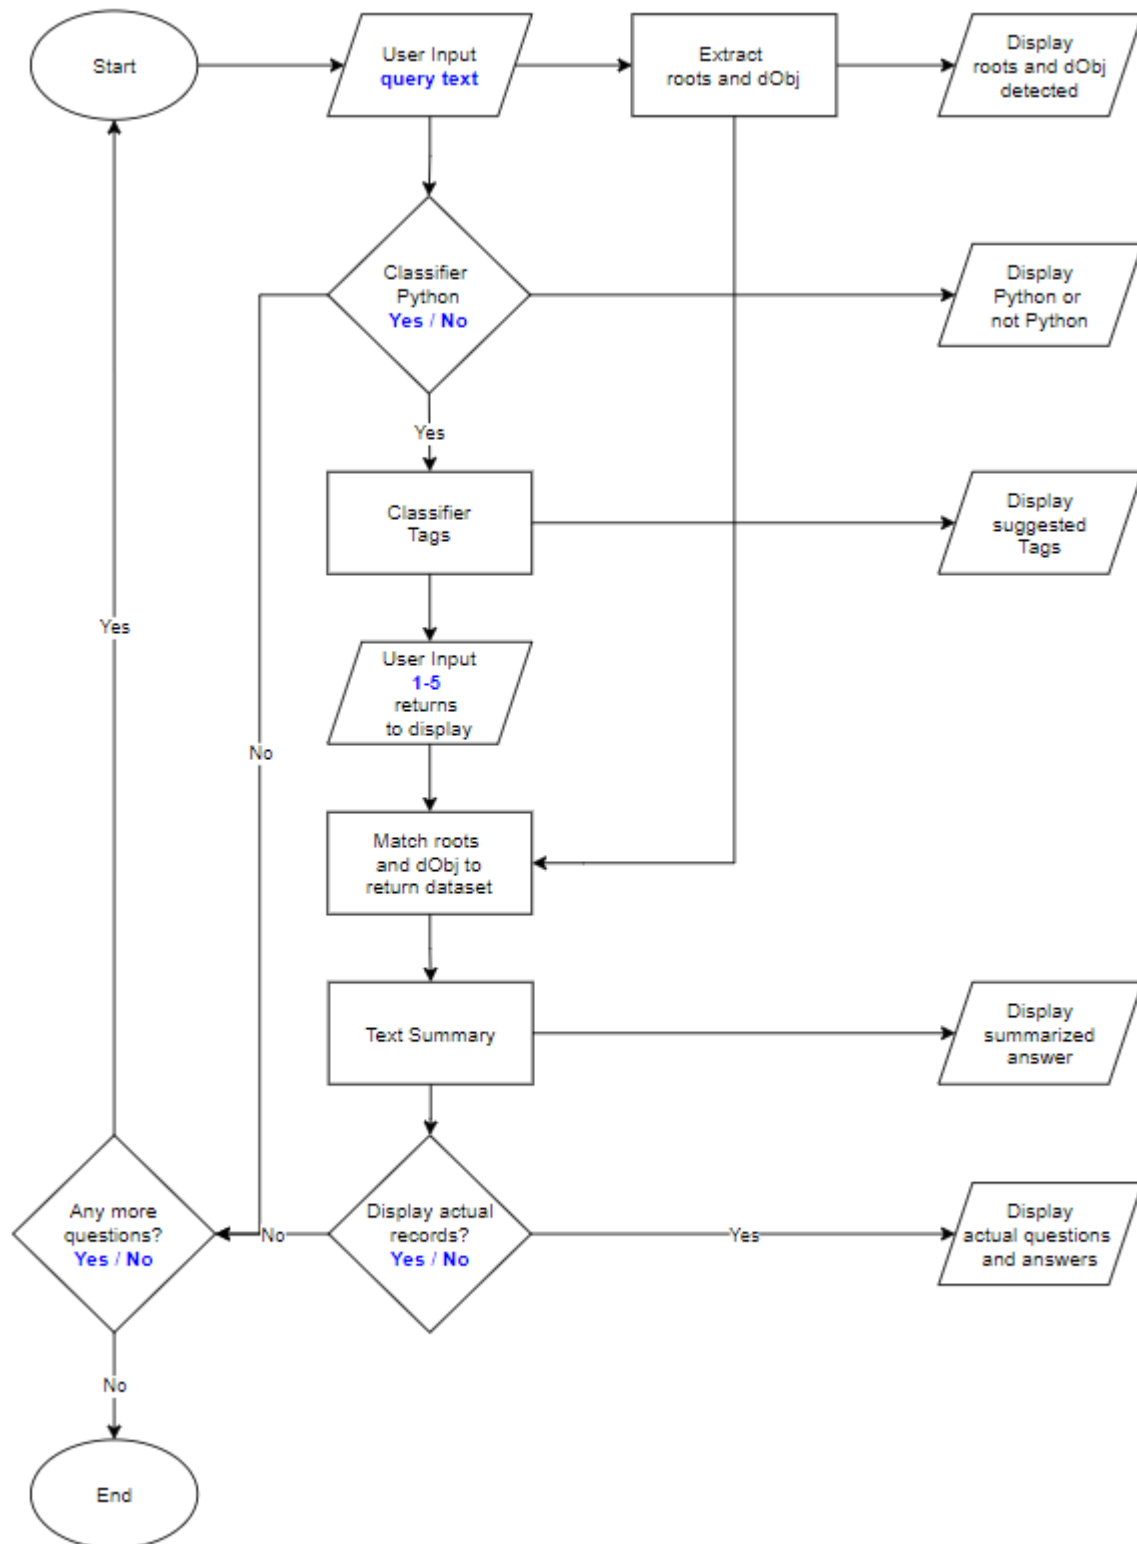 Start
User Input
query text
Extract
roots and dObj
Display
roots and dObj
detected
Classifier
Python
Yes / No
Display
Python or
not Python
Yes
Classifier
Tags
Display
suggested
Tags
Yes
User Input
1-5
returns
to display
No
Match roots
and dObj to
return dataset
Text Summary
Display
summarized
answer
Any more
questions?
Yes / No
No
Display actual
records?
Yes / No
Yes
Display
actual questions
and answers
No
End